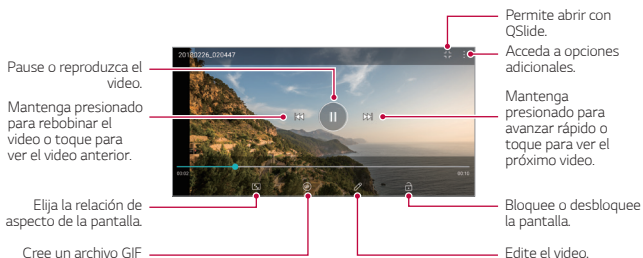 Permite abrir con
QSlide.
Acceda a opciones
adicionales.
20120226_020447
Pause o reproduzca el
video.
Mantenga presionado
para rebobinar el
video o toque para
ver el video anterior.
Mantenga
presionado para
avanzar rápido o
toque para ver el
próximo video.
00:02
00:10
Elija la relación de
aspecto de la pantalla.
Bloquee o desbloquee
la pantalla.
Cree un archivo GIF
Edite el video.